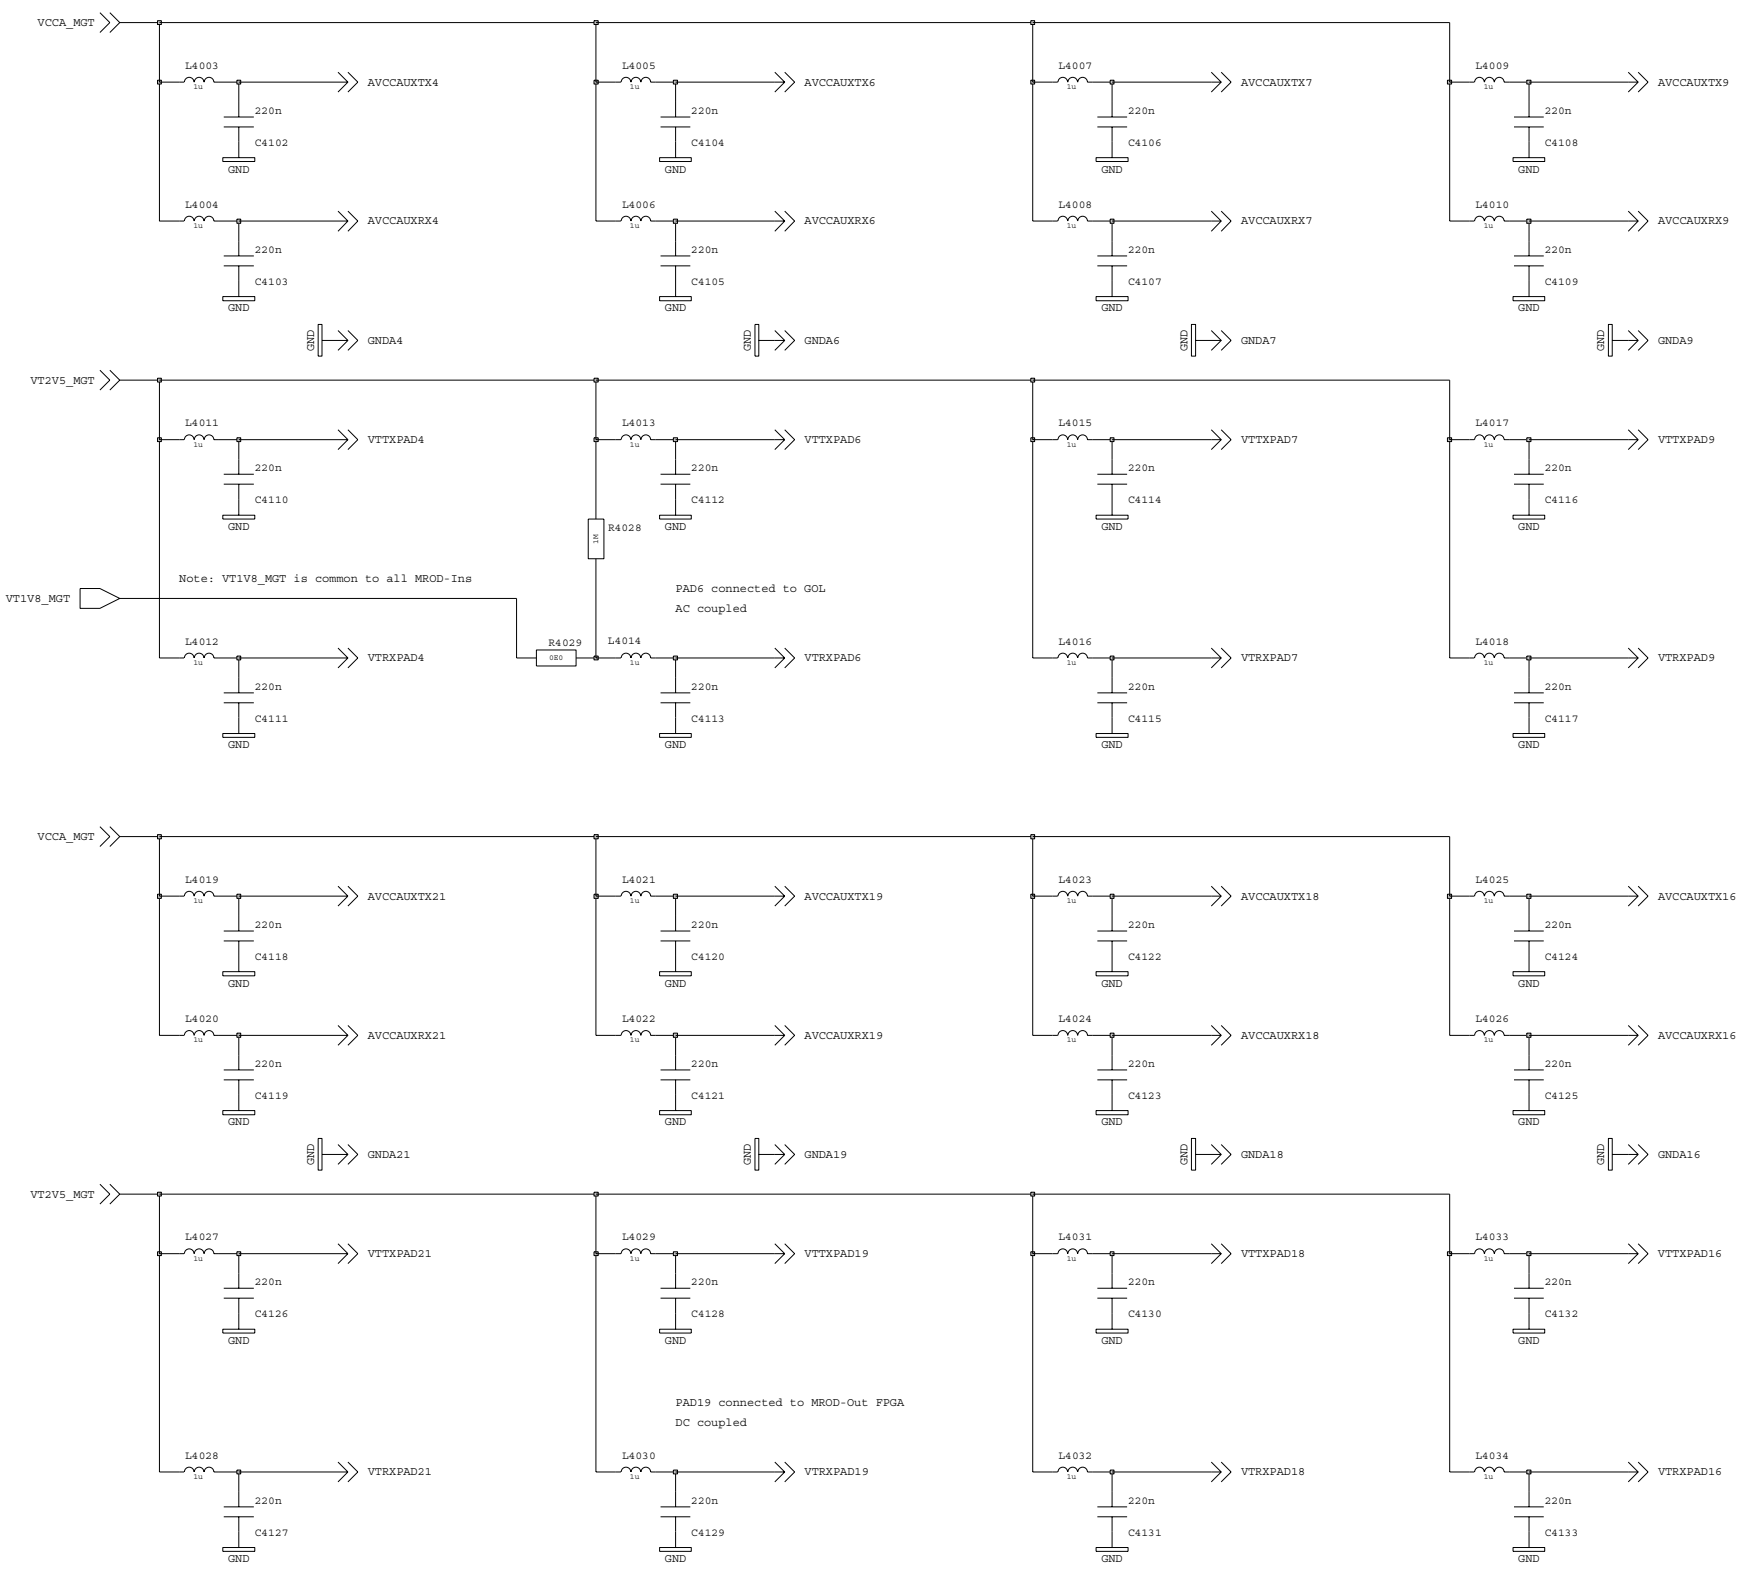 VCCA_MGT
L4003 L4005 L4007 L4009
1u AVCCAUXTX4 1u AVCCAUXTX6 1u AVCCAUXTX7 1u AVCCAUXTX9
220n 220n 220n 220n
C4102 C4104 C4106 C4108
GND GND GND GND
L4004 L4006 L4008 L4010
1u AVCCAUXRX4 1u AVCCAUXRX6 1u AVCCAUXRX7 1u AVCCAUXRX9
220n 220n 220n 220n
C4103 C4105 C4107 C4109
GND GND GND GND
GND GNDA4 GND GNDA6 GND GNDA7 GND GNDA9
VT2V5_MGT
L4011 L4013 L4015 L4017
1u VTTXPAD4 1u VTTXPAD6 1u VTTXPAD7 1u VTTXPAD9
220n 220n 220n 220n
C4110 C4112 C4114 C4116
GND GND GND GND
R4028
1M
Note: VT1V8_MGT is common to all MROD-Ins
PAD6 connected to GOL
VT1V8_MGT
AC coupled
L4012 R4029 L4014 L4016 L4018
1u VTRXPAD4 0E0 1u VTRXPAD6 1u VTRXPAD7 1u VTRXPAD9
220n 220n 220n 220n
C4111 C4113 C4115 C4117
GND GND GND GND
VCCA_MGT
L4019 L4021 L4023 L4025
1u AVCCAUXTX21 1u AVCCAUXTX19 1u AVCCAUXTX18 1u AVCCAUXTX16
220n 220n 220n 220n
C4118 C4120 C4122 C4124
GND GND GND GND
L4020 L4022 L4024 L4026
1u AVCCAUXRX21 1u AVCCAUXRX19 1u AVCCAUXRX18 1u AVCCAUXRX16
220n 220n 220n 220n
C4119 C4121 C4123 C4125
GND GND GND GND
GND GNDA21 GND GNDA19 GND GNDA18 GND GNDA16
VT2V5_MGT
L4027 L4029 L4031 L4033
1u VTTXPAD21 1u VTTXPAD19 1u VTTXPAD18 1u VTTXPAD16
220n 220n 220n 220n
C4126 C4128 C4130 C4132
GND GND GND GND
PAD19 connected to MROD-Out FPGA
DC coupled
L4028 L4030 L4032 L4034
1u VTRXPAD21 1u VTRXPAD19 1u VTRXPAD18 1u VTRXPAD16
220n 220n 220n 220n
C4127 C4129 C4131 C4133
GND GND GND GND